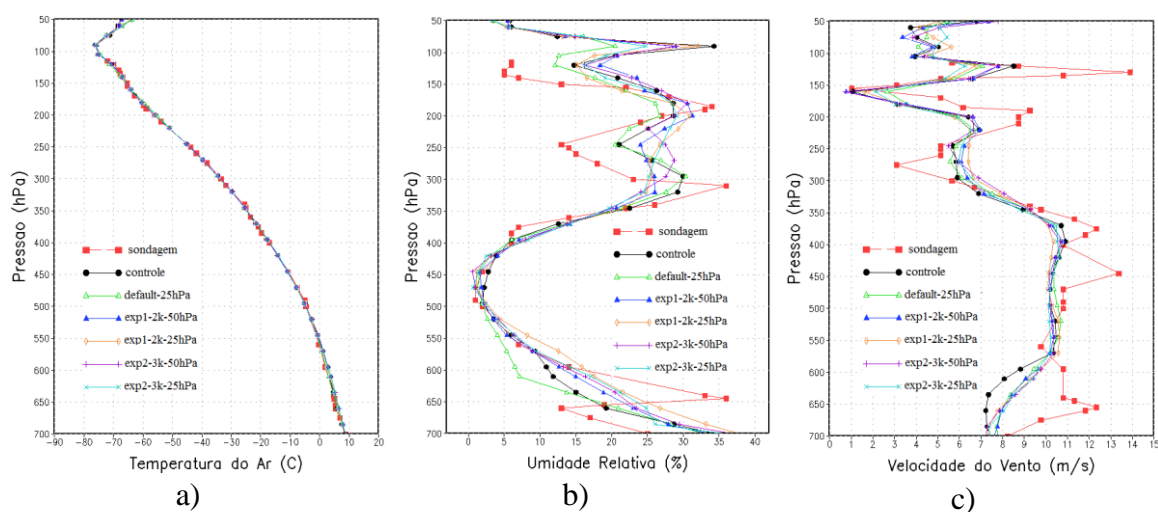 50
100
150
200
250
300
350
400
450
500
550
600
650
700
Pressao (hPa)
-90 -80 -70 -60 -50 -40 -30 -20 -10 0 10 20
Temperatura do Ar (C)
sondagem
controle
default-25hPa
exp1-2k-50hPa
exp1-2k-25hPa
exp2-3k-50hPa
exp2-3k-25hPa
a)
50
100
150
200
250
300
350
400
450
500
550
600
650
700
Pressao (hPa)
0 5 10 15 20 25 30 35 40
Umidade Relativa (%)
sondagem
controle
default-25hPa
exp1-2k-50hPa
exp1-2k-25hPa
exp2-3k-50hPa
exp2-3k-25hPa
b)
50
100
150
200
250
300
350
400
450
500
550
600
650
700
Pressao (hPa)
0 1 2 3 4 5 6 7 8 9 10 11 12 13 14 15
Velocidade do Vento (m/s)
sondagem
controle
default-25hPa
exp1-2k-50hPa
exp1-2k-25hPa
exp2-3k-50hPa
exp2-3k-25hPa
c)